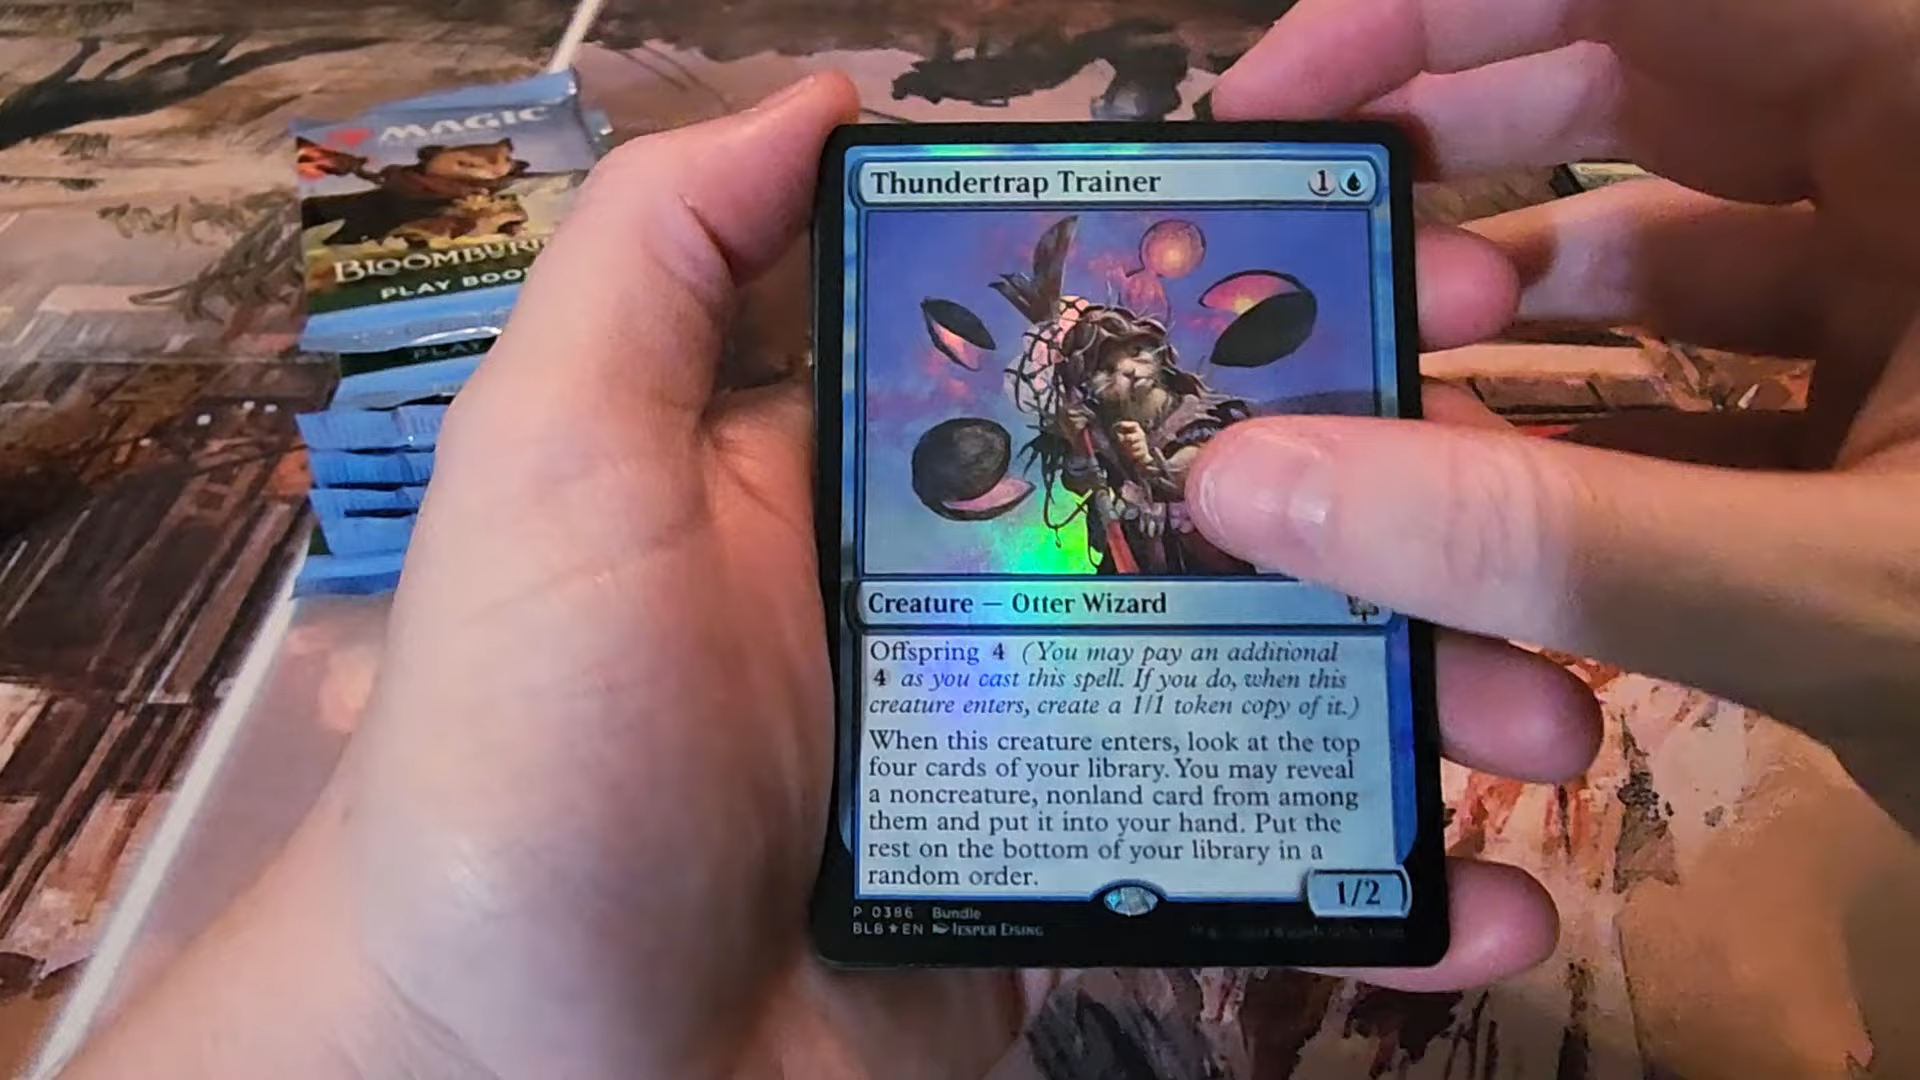 MAGIC
BLOOMBURR
PLAY BOO
PLAY
Thundertrap Trainer 1
Creature — Otter Wizard
Offspring 4 (You may pay an additional
4 as you cast this spell. If you do, when this
creature enters, create a 1/1 token copy of it.)
When this creature enters, look at the top
four cards of your library. You may reveal
a noncreature, nonland card from among
them and put it into your hand. Put the
rest on the bottom of your library in a
random order.
1/2
P 0386 Bundle
BLB ★ EN Jesper Ejsing